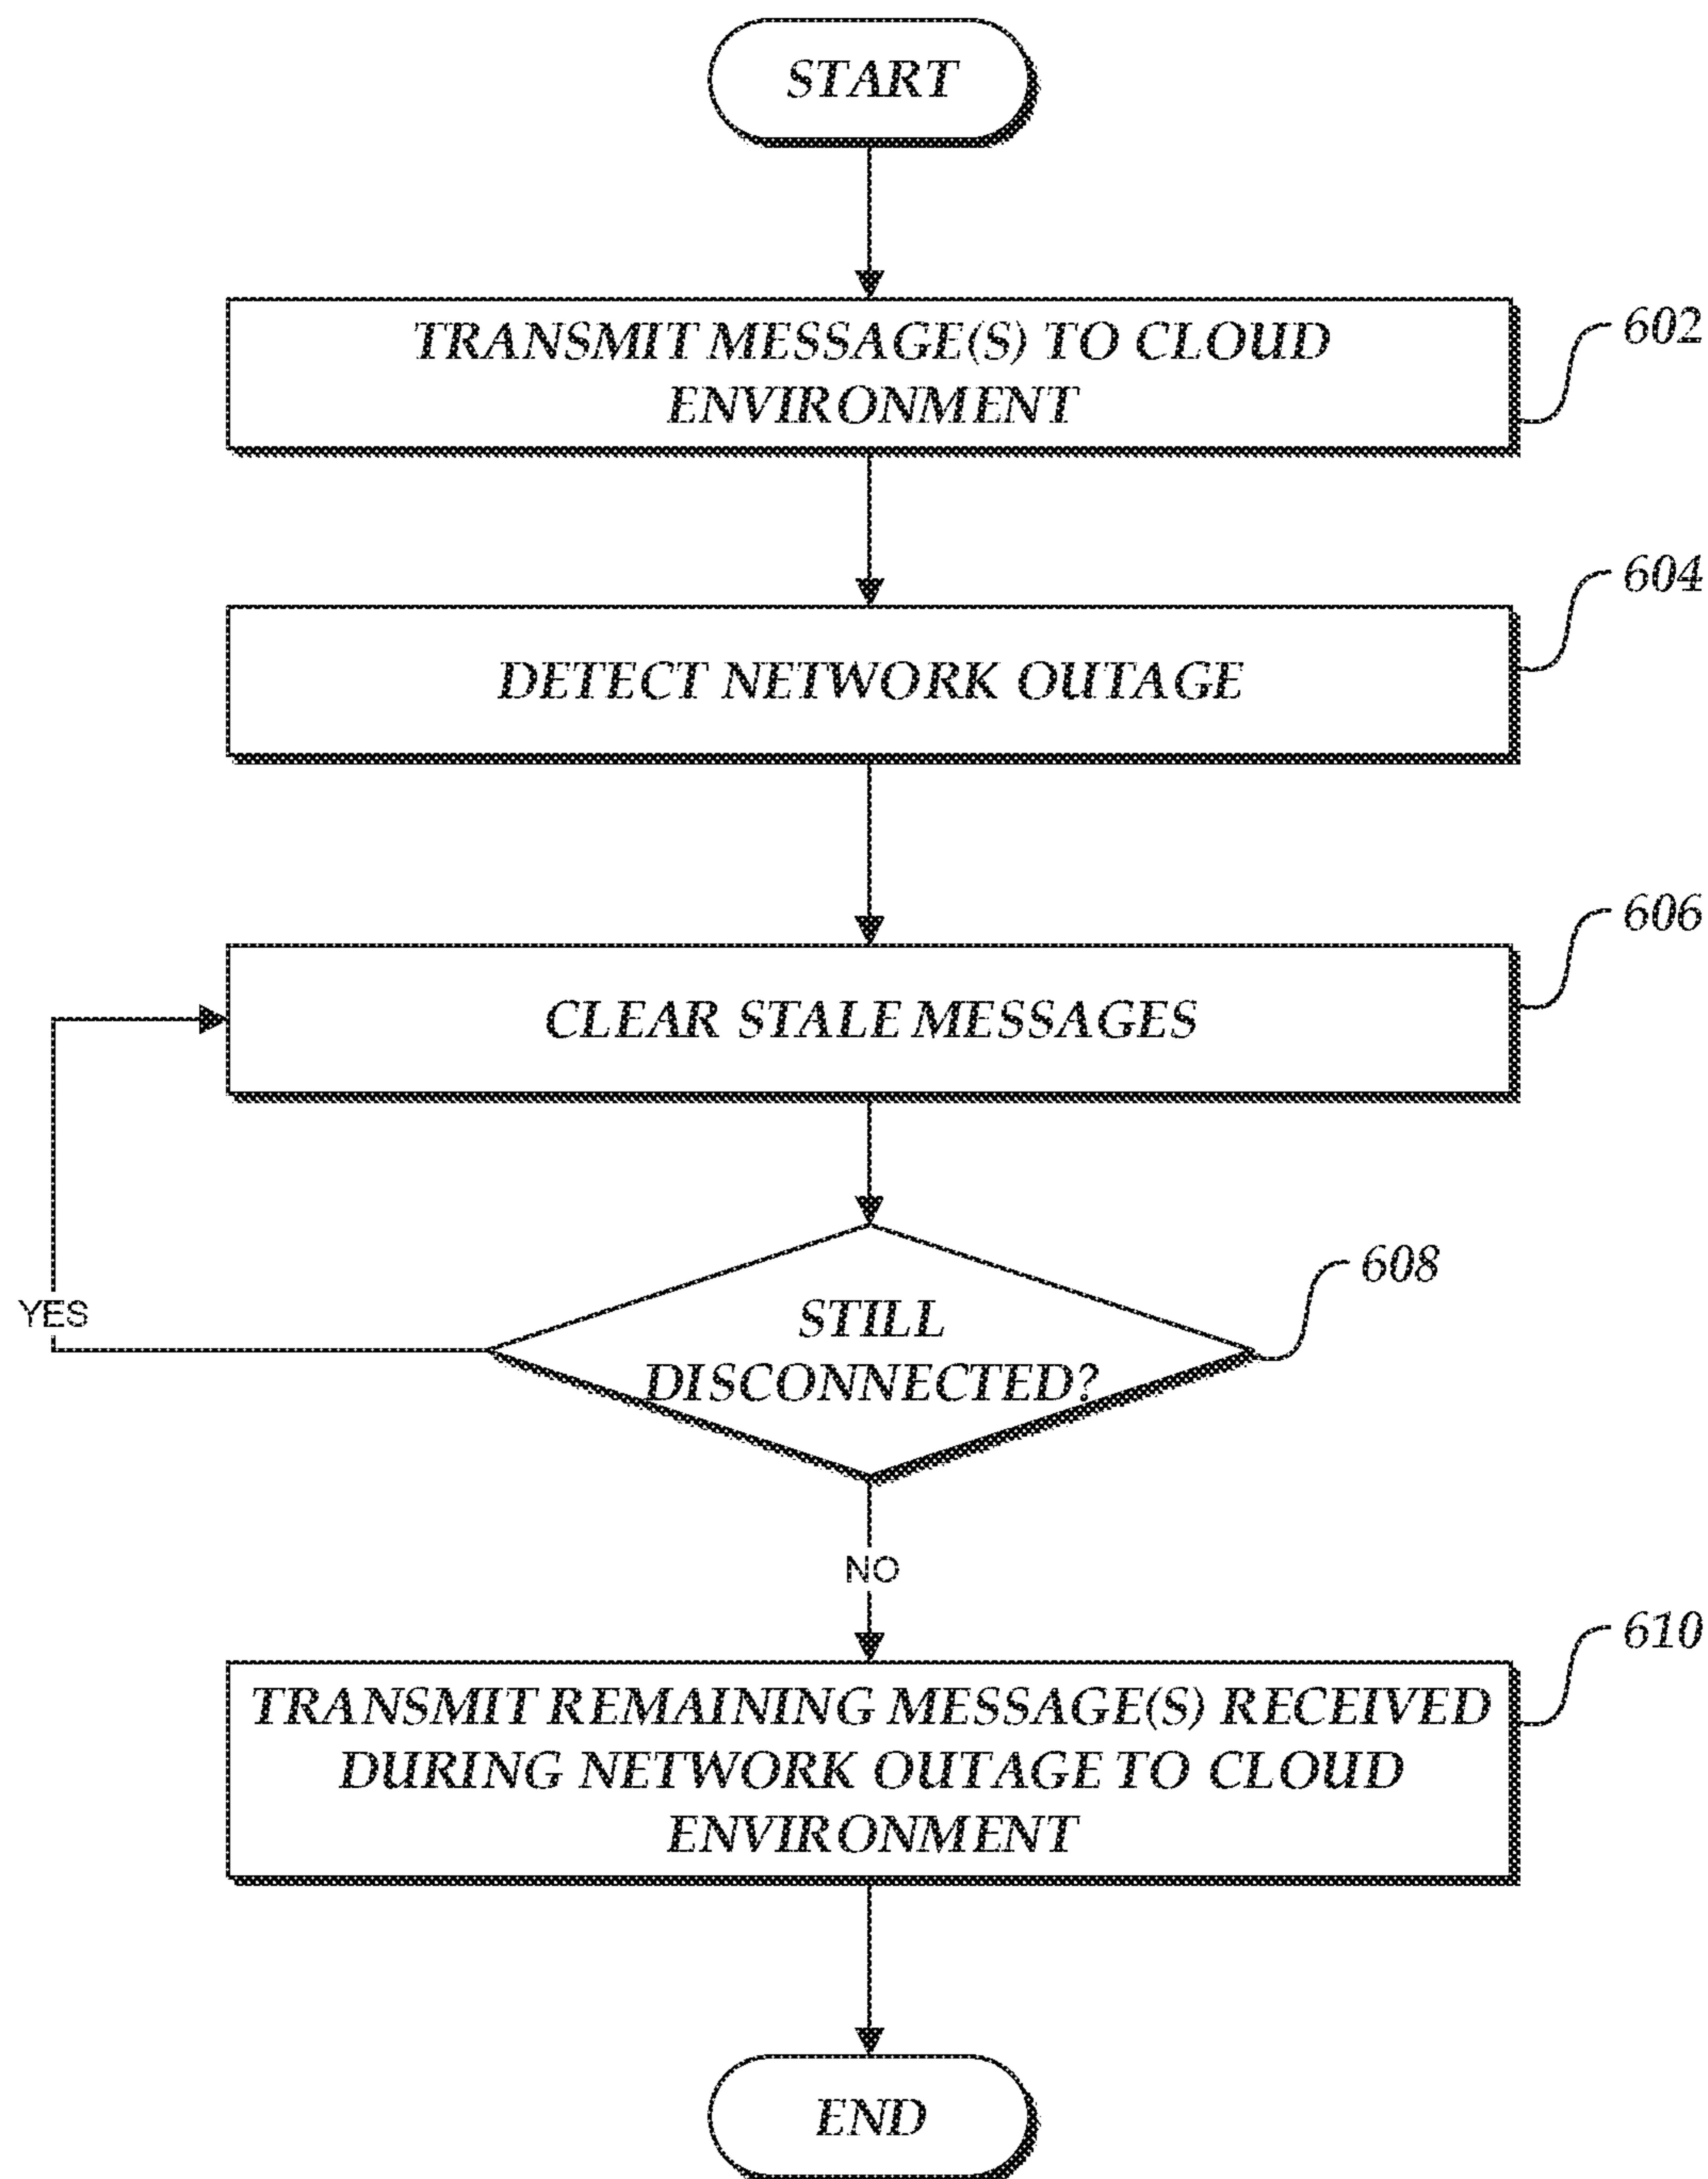 START
TRANSMIT MESSAGE(S) TO CLOUD
ENVIRONMENT
602
DETECT NETWORK OUTAGE
604
CLEAR STALE MESSAGES
606
STILL
DISCONNECTED?
608
YES
NO
TRANSMIT REMAINING MESSAGE(S) RECEIVED
DURING NETWORK OUTAGE TO CLOUD
ENVIRONMENT
610
END